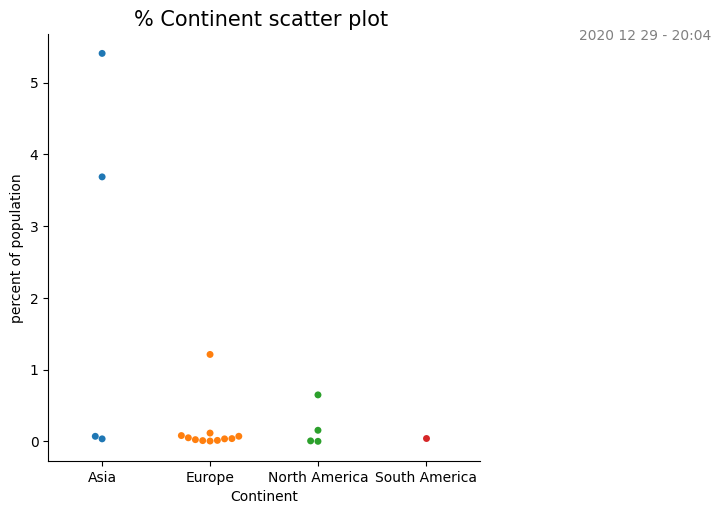 % Continent scatter plot
2020 12 29 - 20:04
5
4
3
2
1
0
percent of population
Asia
Europe
North America
South America
Continent